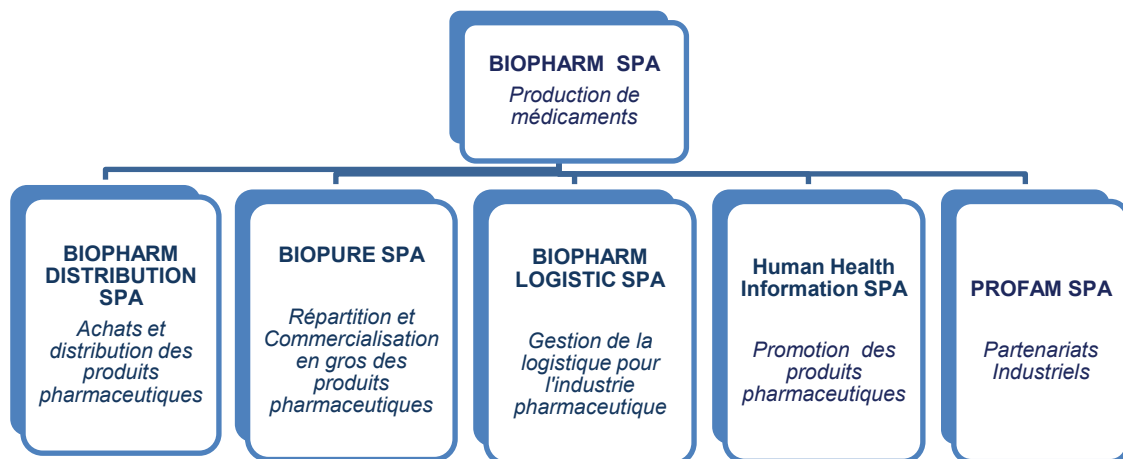 BIOPHARM SPA
Production de
médicaments
BIOPHARM
DISTRIBUTION
SPA
Achats et
distribution des
produits
pharmaceutiques
BIOPURE SPA
Répartition et
Commercialisation
en gros des
produits
pharmaceutiques
BIOPHARM
LOGISTIC SPA
Gestion de la
logistique pour
l'industrie
pharmaceutique
Human Health
Information SPA
Promotion des
produits
pharmaceutiques
PROFAM SPA
Partenariats
Industriels